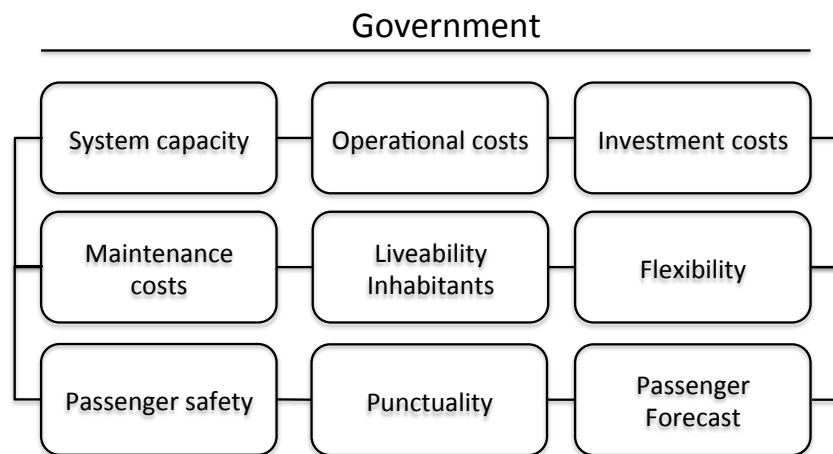 Government
System capacity
Operational costs
Investment costs
Maintenance
costs
Liveability
Inhabitants
Flexibility
Passenger safety
Punctuality
Passenger
Forecast